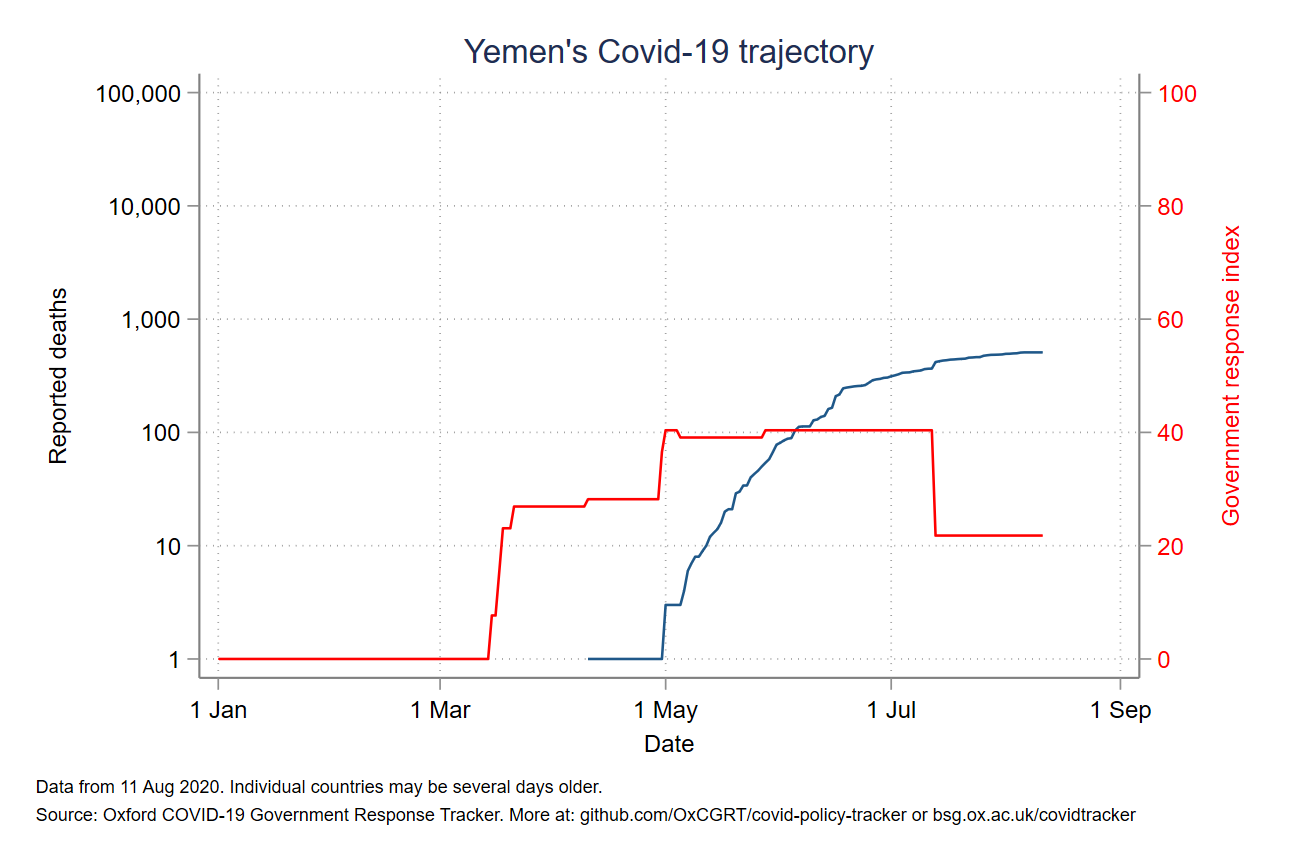 Yemen's Covid-19 trajectory
100,000
10,000
1,000
100
10
1
Reported deaths
100
80
60
40
20
0
Government response index
1 Jan
1 Mar
1 May
1 Jul
1 Sep
Date
Data from 11 Aug 2020. Individual countries may be several days older.
Source: Oxford COVID-19 Government Response Tracker. More at: github.com/OxCGRT/covid-policy-tracker or bsg.ox.ac.uk/covidtracker